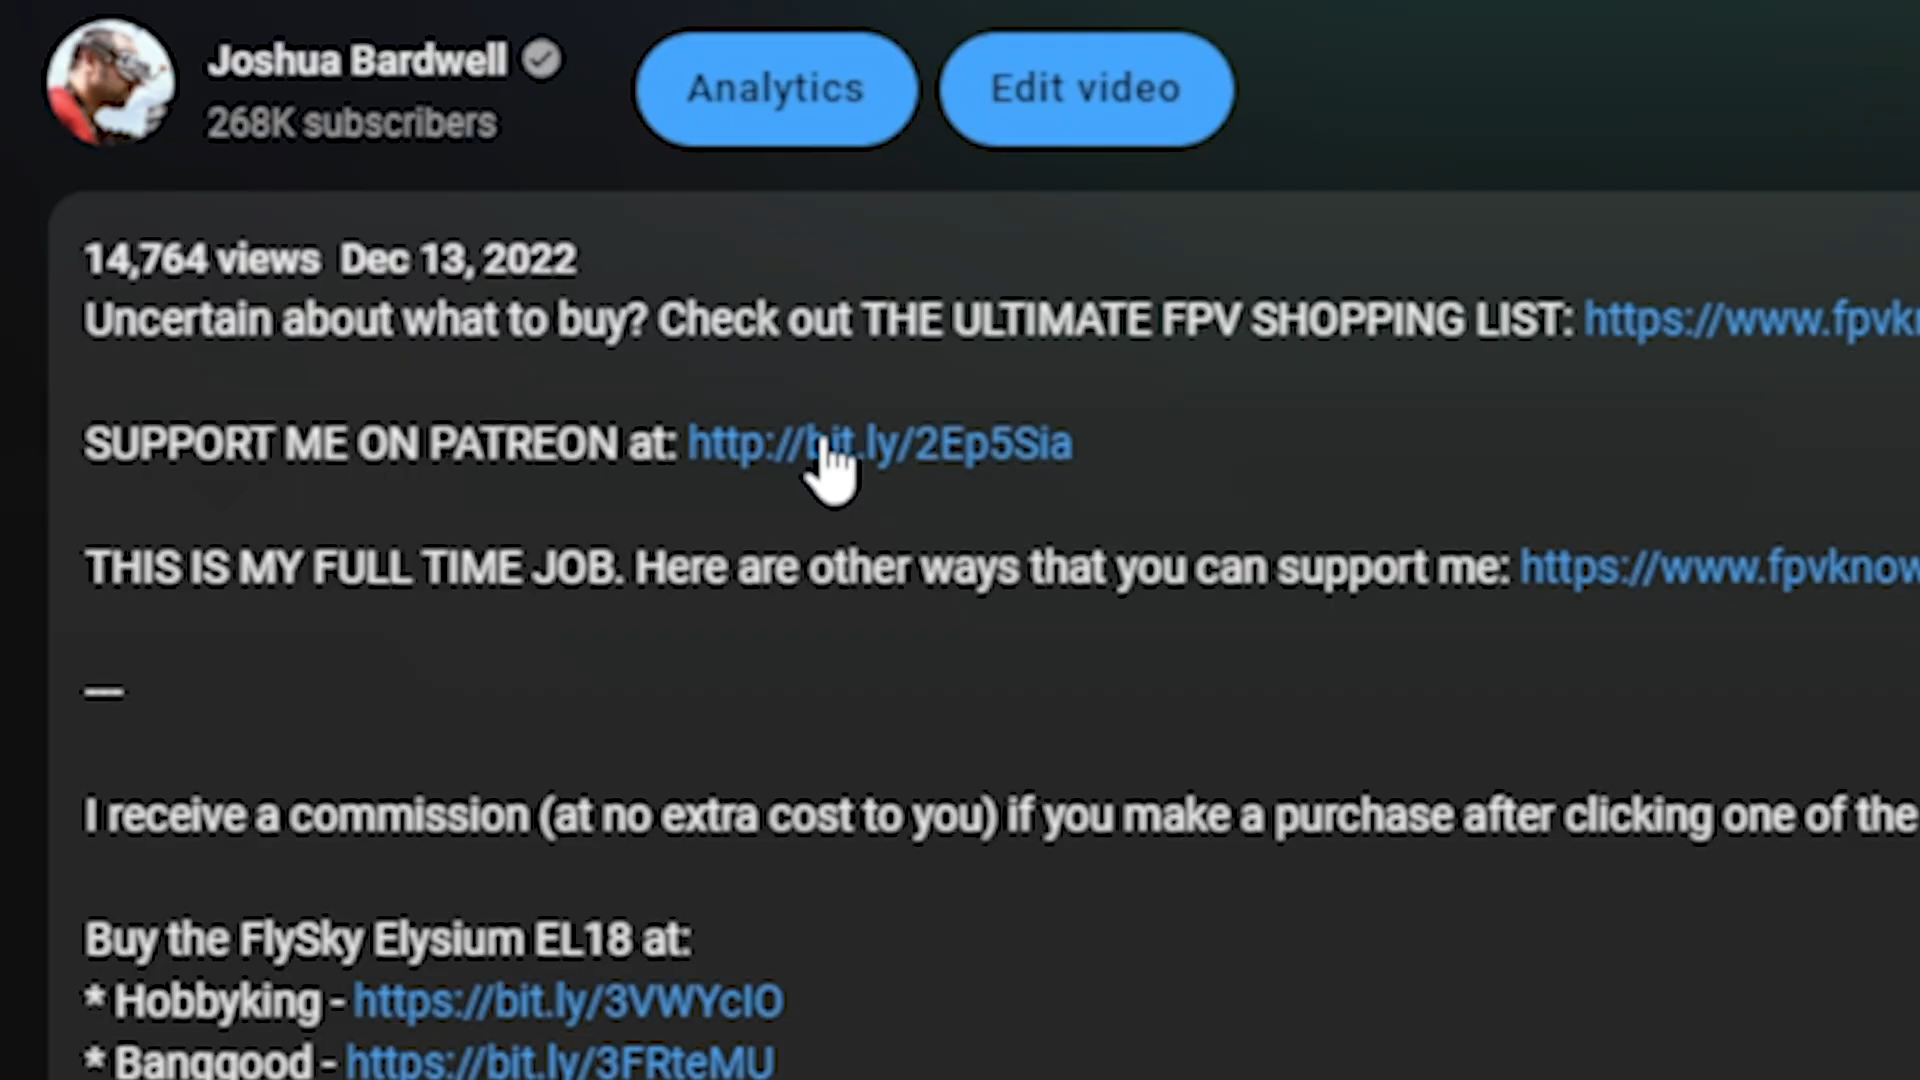 Joshua Bardwell
268K subscribers
Analytics
Edit video
14,764 views Dec 13, 2022
Uncertain about what to buy? Check out THE ULTIMATE FPV SHOPPING LIST: https://www.fpvk
SUPPORT ME ON PATREON at: http://bit.ly/2Ep5Sia
THIS IS MY FULL TIME JOB. Here are other ways that you can support me: https://www.fpvknow
—
I receive a commission (at no extra cost to you) if you make a purchase after clicking one of the
Buy the FlySky Elysium EL18 at:
* Hobbyking - https://bit.ly/3VWYcIO
* Banggood - https://bit.ly/3FRteMU